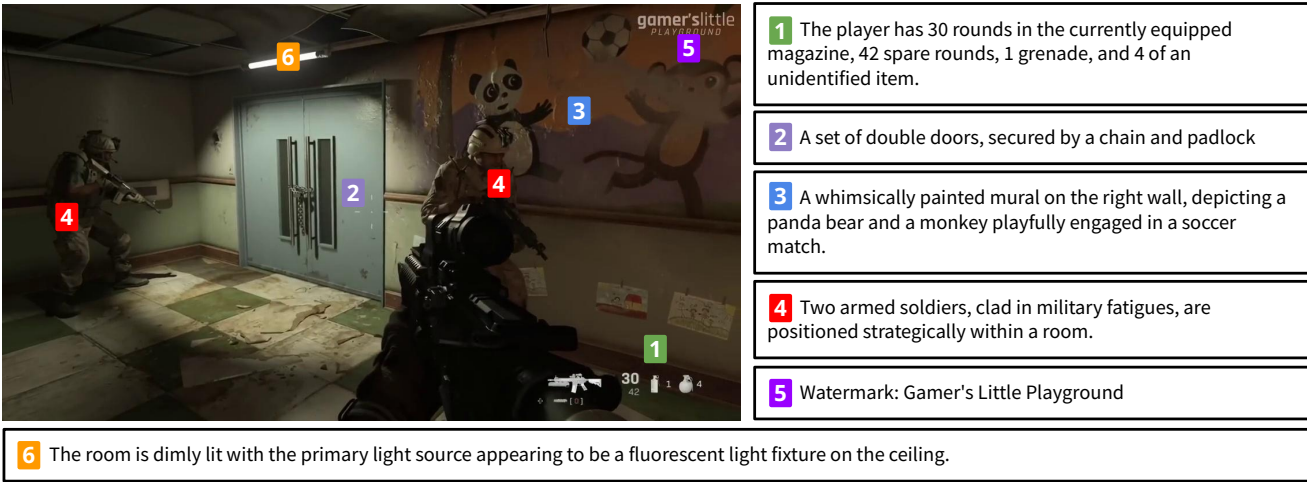 gamer'slittle
PLAYGROUND
6
5
3
4
2
4
1
30
42
1
4
[0]
1 The player has 30 rounds in the currently equipped
magazine, 42 spare rounds, 1 grenade, and 4 of an
unidentified item.
2 A set of double doors, secured by a chain and padlock
3 A whimsically painted mural on the right wall, depicting a
panda bear and a monkey playfully engaged in a soccer
match.
4 Two armed soldiers, clad in military fatigues, are
positioned strategically within a room.
5 Watermark: Gamer's Little Playground
6 The room is dimly lit with the primary light source appearing to be a fluorescent light fixture on the ceiling.